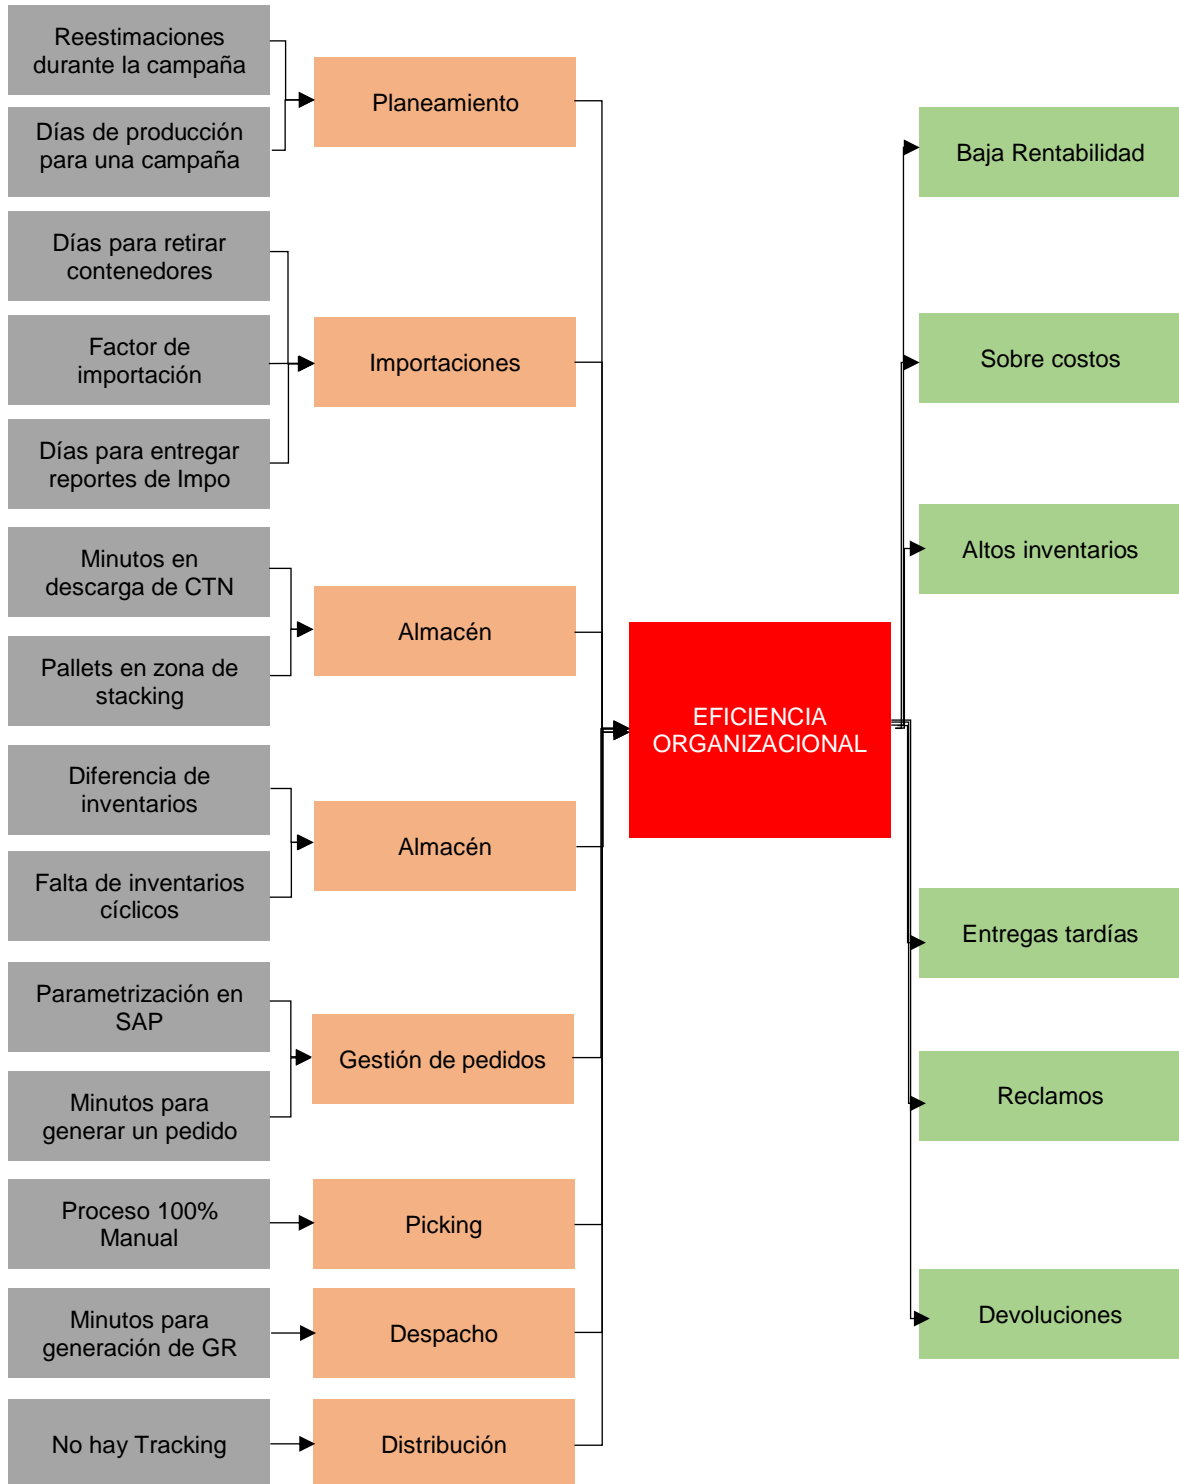 Reestimaciones
durante la campaña
Días de producción
para una campaña
Planeamiento
Días para retirar
contenedores
Factor de
importación
Días para entregar
reportes de Impo
Importaciones
Minutos en
descarga de CTN
Pallets en zona de
stacking
Almacén
Diferencia de
inventarios
Falta de inventarios
cíclicos
Almacén
Parametrización en
SAP
Minutos para
generar un pedido
Gestión de pedidos
Proceso 100%
Manual
Picking
Minutos para
generación de GR
Despacho
No hay Tracking
Distribución
EFICIENCIA
ORGANIZACIONAL
Baja Rentabilidad
Sobre costos
Altos inventarios
Entregas tardías
Reclamos
Devoluciones